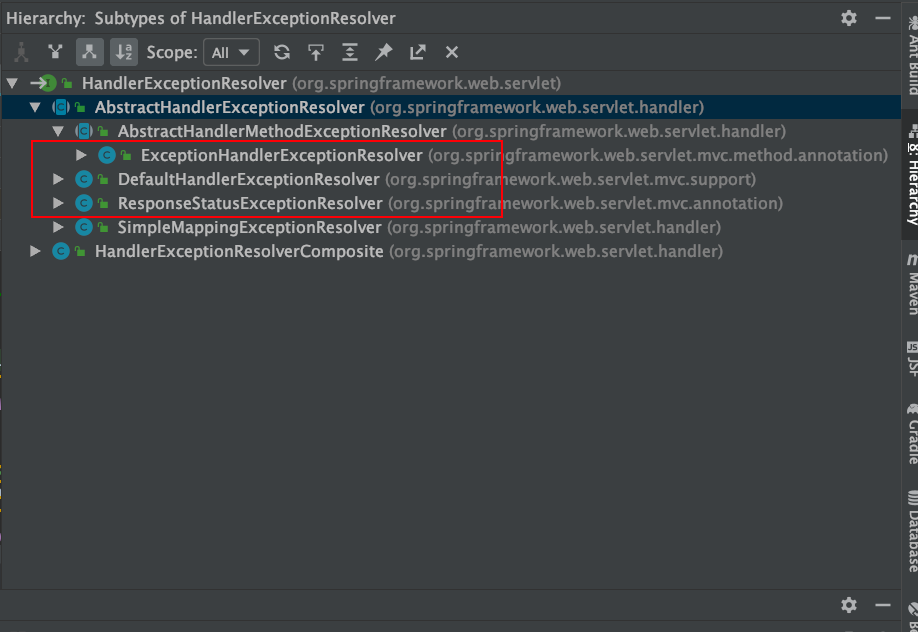 Hierarchy: Subtypes of HandlerExceptionResolver
Scope: All
HandlerExceptionResolver (org.springframework.web.servlet)
AbstractHandlerExceptionResolver (org.springframework.web.servlet.handler)
AbstractHandlerMethodExceptionResolver (org.springframework.web.servlet.handler)
ExceptionHandlerExceptionResolver (org.springframework.web.servlet.mvc.method.annotation)
DefaultHandlerExceptionResolver (org.springframework.web.servlet.mvc.support)
ResponseStatusExceptionResolver (org.springframework.web.servlet.mvc.annotation)
SimpleMappingExceptionResolver (org.springframework.web.servlet.handler)
HandlerExceptionResolverComposite (org.springframework.web.servlet.handler)
Ant Build
8: Hierarchy
Maven
JSF
Gradle
Database